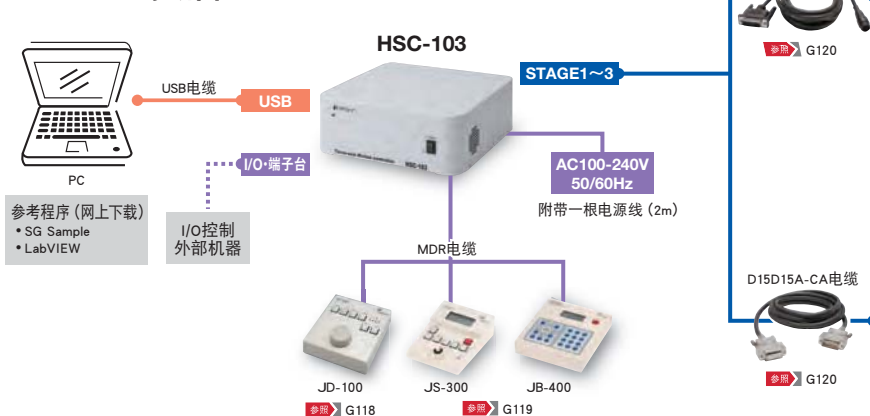 HSC-103
USB电缆
USB
STAGE1～3
参照 G120
I/O・端子台
HSC-103
AC100-240V
50/60Hz
附带一根电源线（2m）
PC
参考程序（网上下载）
• SG Sample
• LabVIEW
I/O控制
外部机器
MDR电缆
D15D15A-CA电缆
参照 G120
JD-100
JS-300
JB-400
参照 G118
参照 G119